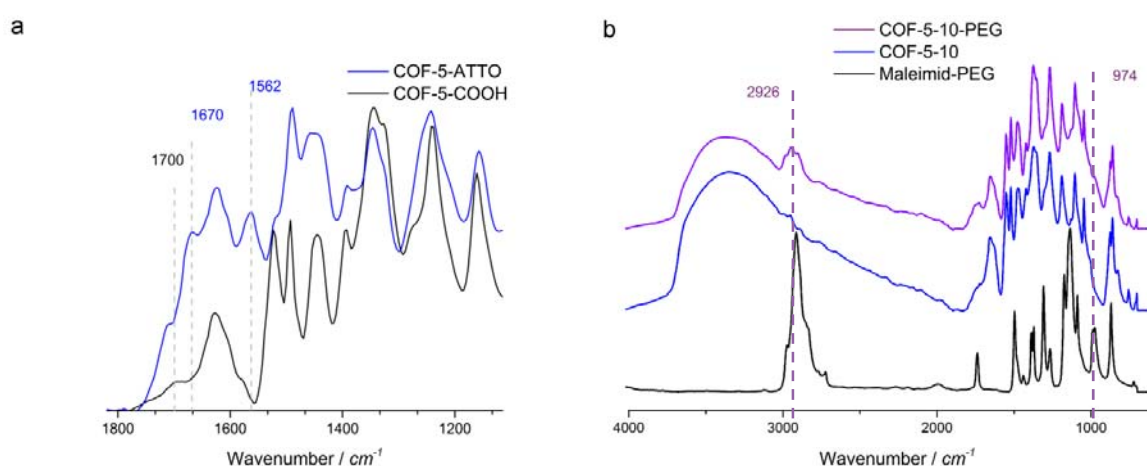 a
COF-5-ATTO
COF-5-COOH
1562
1670
1700
1800
1600
1400
1200
Wavenumber / cm-1
b
COF-5-10-PEG
COF-5-10
Maleimid-PEG
2926
974
4000
3000
2000
1000
Wavenumber / cm-1